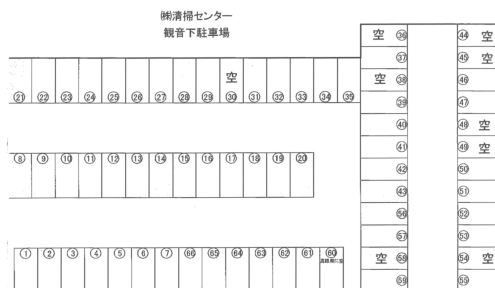 ㈱清掃センター
観音下駐車場
空 ㊱ ㊹ 空
㊲ ㊺ 空
空
空 ㊳ ㊻
㉑ ㉒ ㉓ ㉔ ㉕ ㉖ ㉗ ㉘ ㉙ ㉚ ㉛ ㉜ ㉝ ㉞ ㉟
㊴ ㊼
㊵ ㊽ 空
㊶ ㊾ 空
⑧ ⑨ ⑩ ⑪ ⑫ ⑬ ⑭ ⑮ ⑯ ⑰ ⑱ ⑲ ⑳
㊷ ㊿
㊸ 51
56 52
57 53
① ② ③ ④ ⑤ ⑥ ⑦ 66 65 64 63 62 61 60
空 58 54 空
59 55